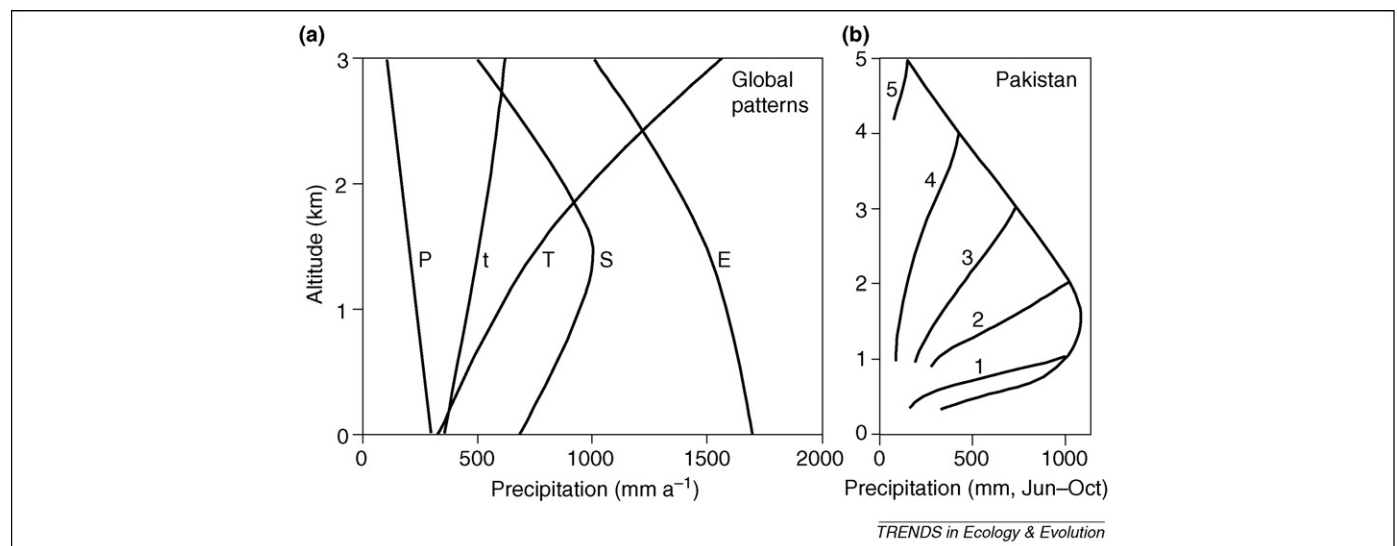 (a)
3
2
1
0
Altitude (km)
Global
patterns
P
t
T
S
E
0
500
1000
1500
2000
Precipitation (mm a⁻¹)
(b)
5
4
3
2
1
0
Pakistan
5
4
3
2
1
0
500
1000
Precipitation (mm, Jun–Oct)
TRENDS in Ecology & Evolution